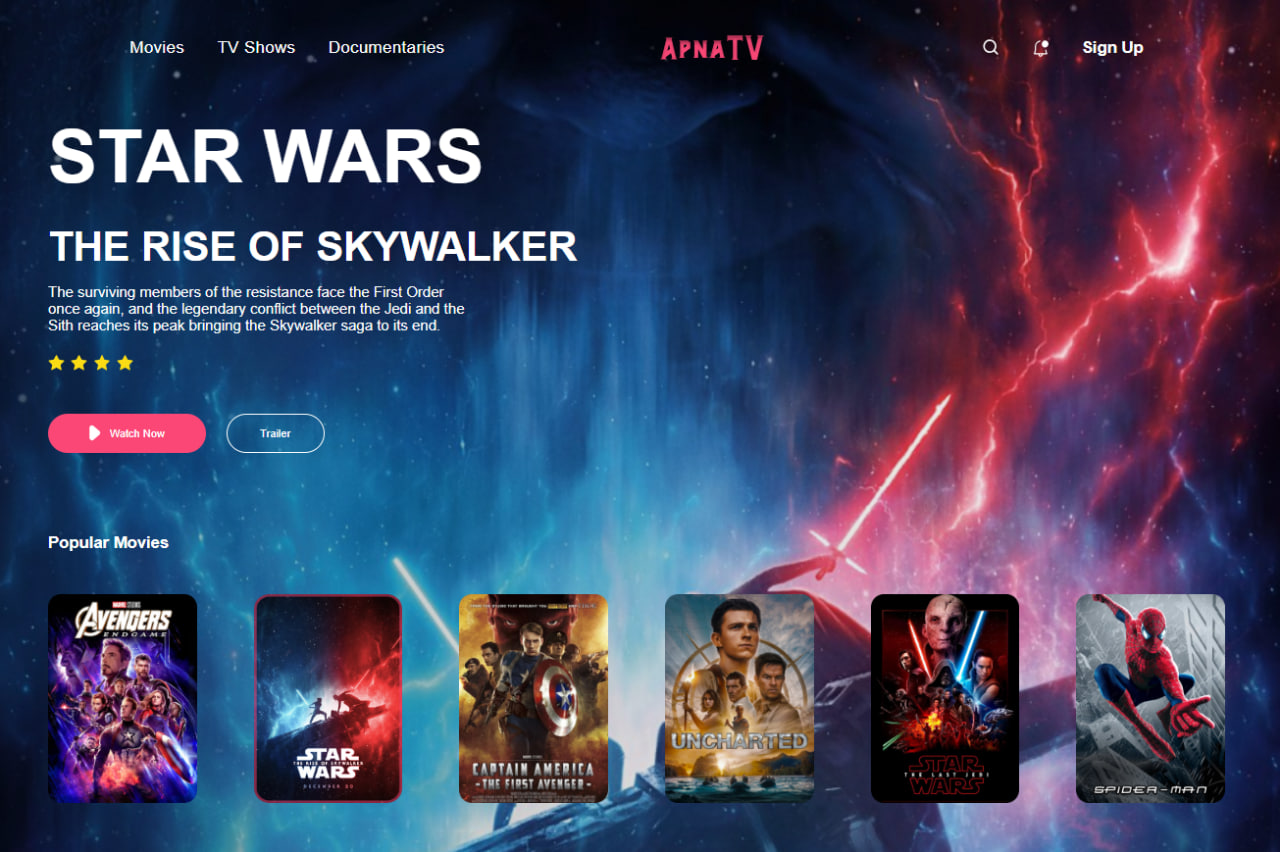 Movies TV Shows Documentaries
APNATV
Sign Up
STAR WARS
THE RISE OF SKYWALKER
The surviving members of the resistance face the First Order
once again, and the legendary conflict between the Jedi and the
Sith reaches its peak bringing the Skywalker saga to its end.
Watch Now
Trailer
Popular Movies
AVENGERS
ENDGAME
STAR
THE RISE OF SKYWALKER
WARS
DECEMBER 20
CAPTAIN AMERICA
-THE FIRST AVENGER-
UNCHARTED
STAR
THE LAST JEDI
WARS
SPIDER-MAN